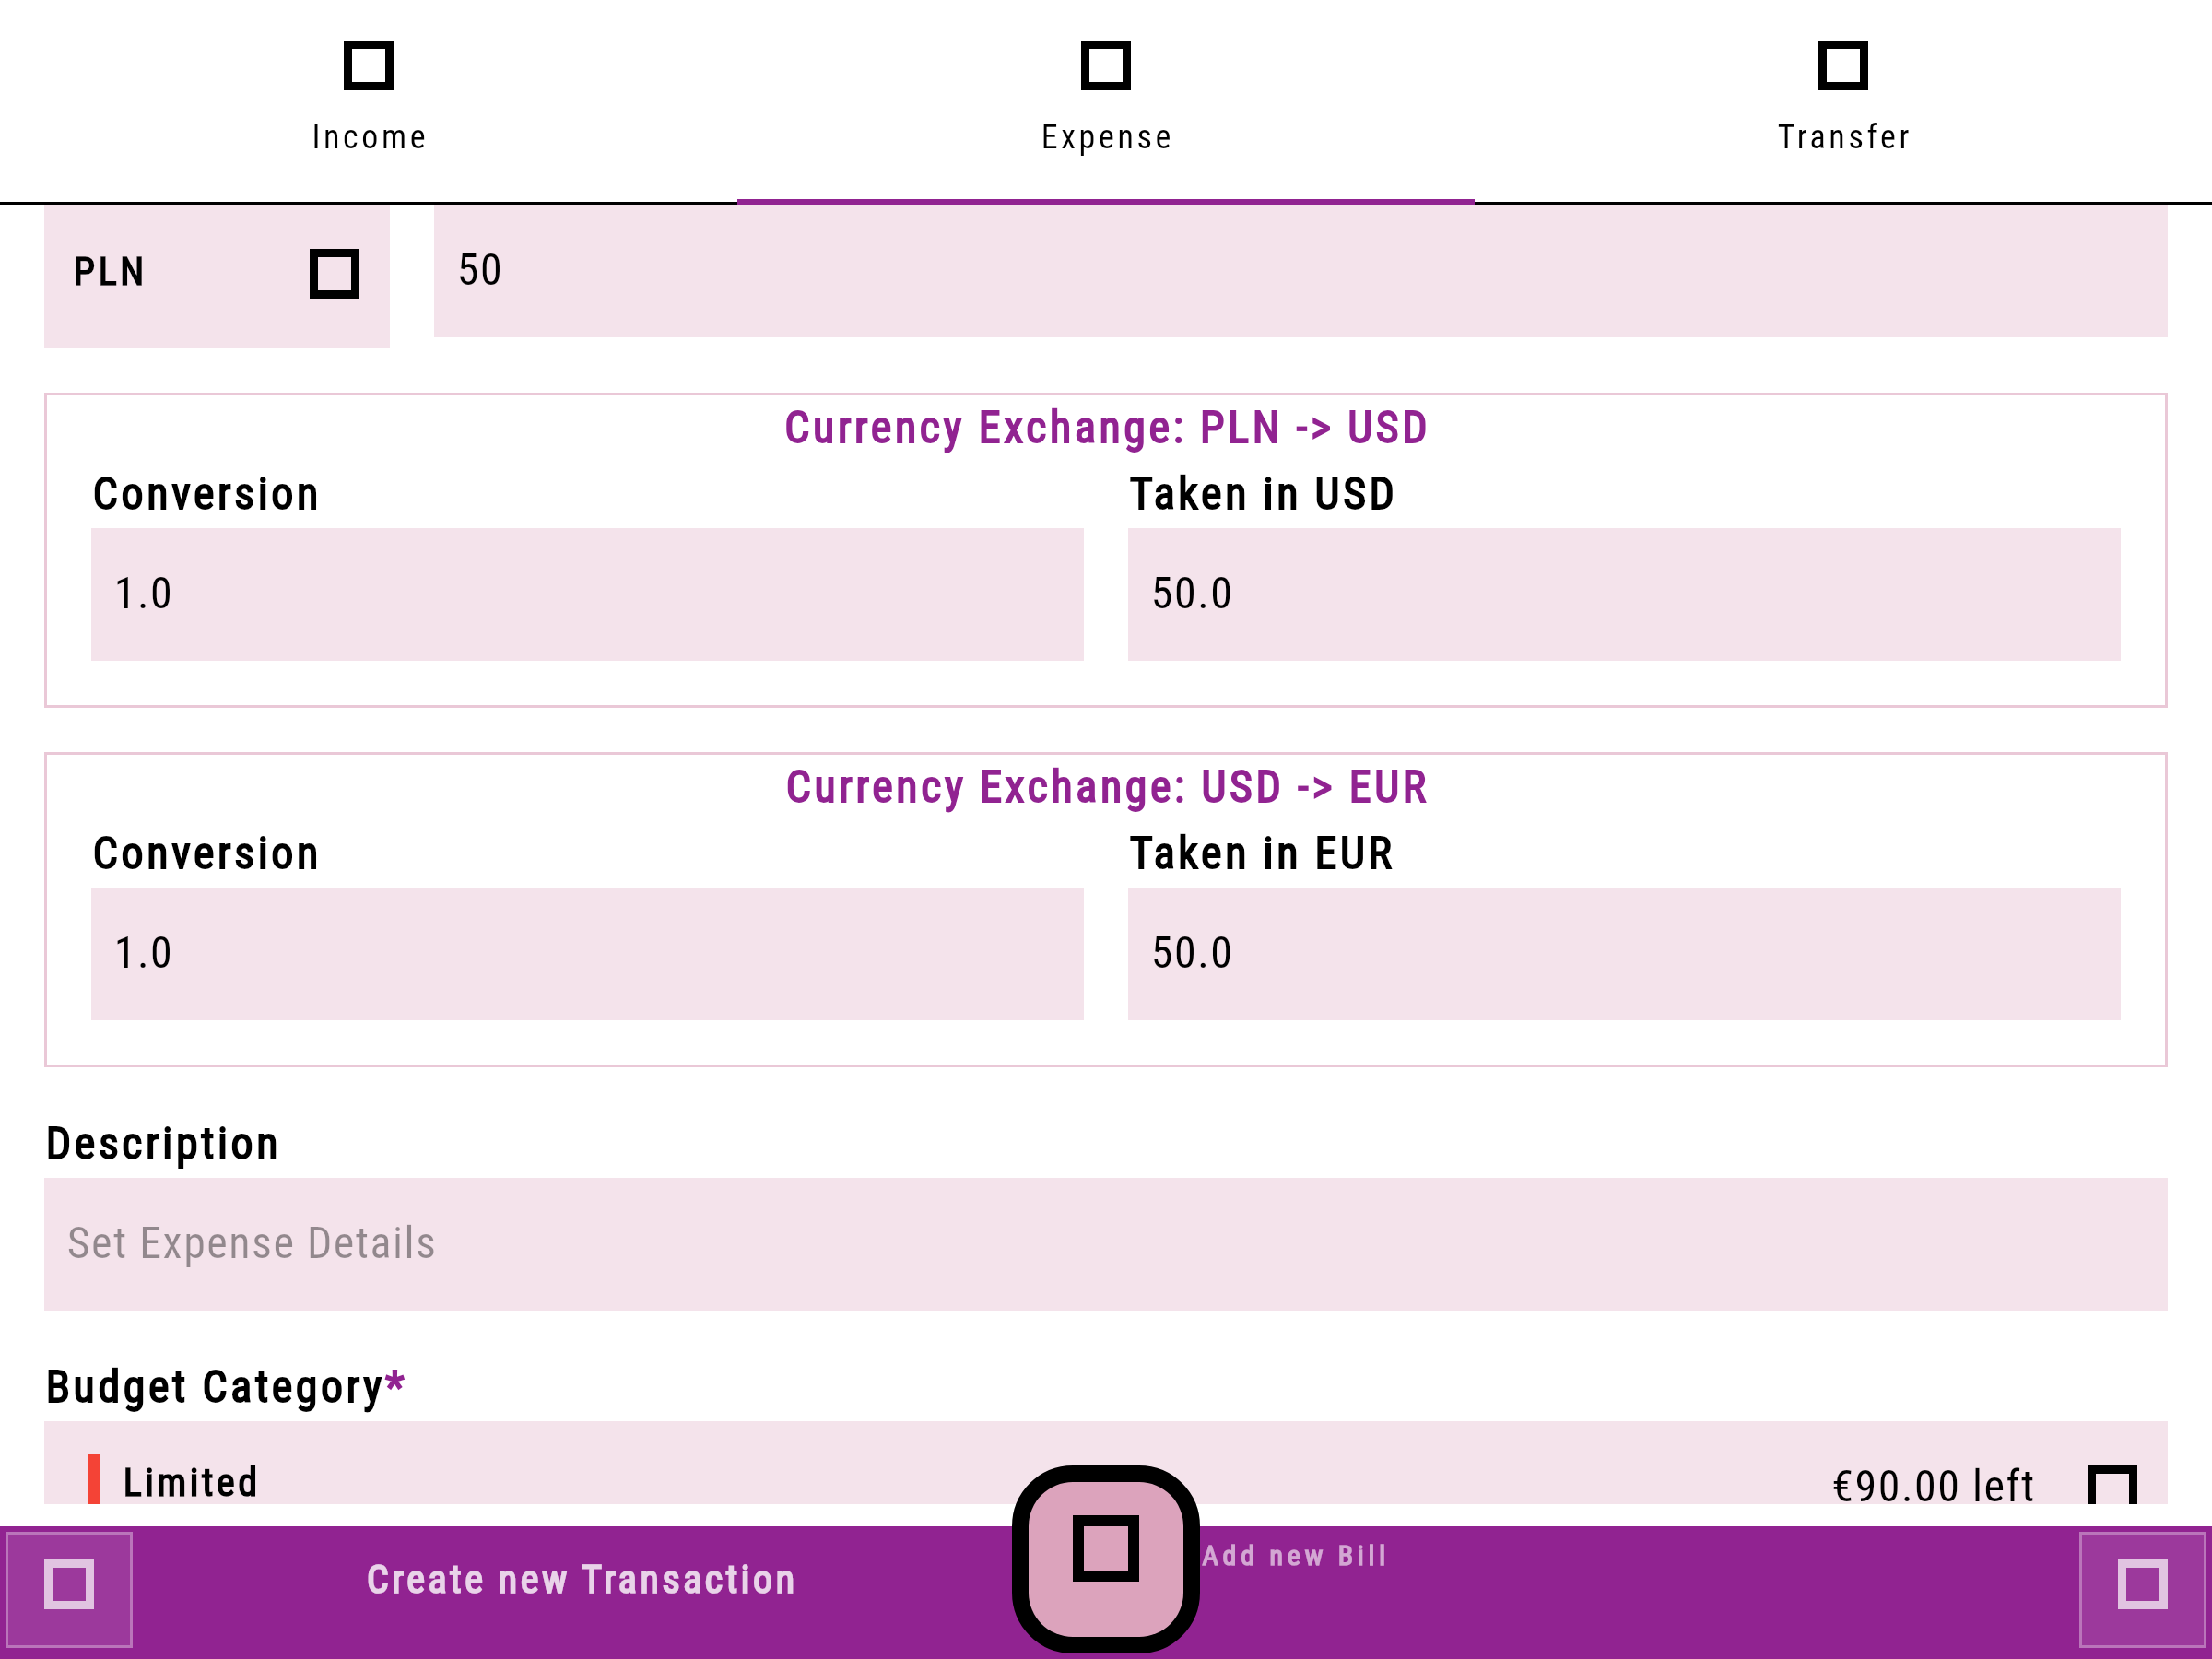 Income
Expense
Transfer
PLN
50
Currency Exchange: PLN -> USD
Conversion
Taken in USD
1.0
50.0
Currency Exchange: USD -> EUR
Conversion
Taken in EUR
1.0
50.0
Description
Set Expense Details
Budget Category*
Limited
€90.00 left
Create new Transaction
Add new Bill